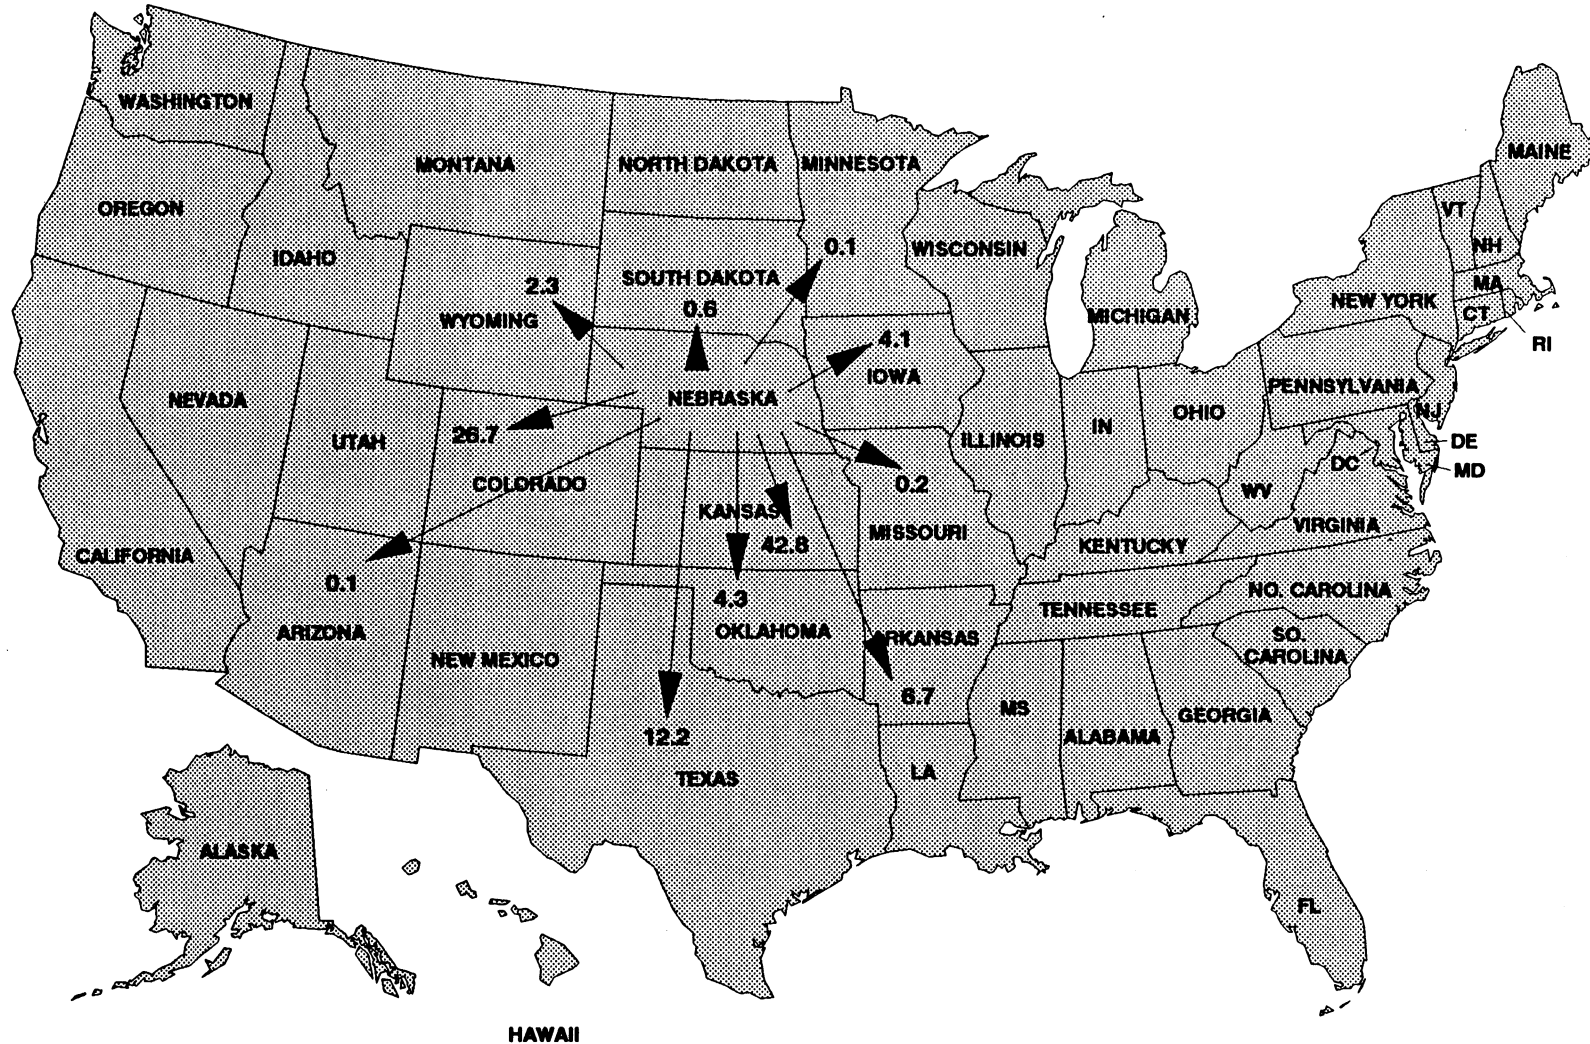 WASHINGTON
MONTANA
NORTH DAKOTA
MINNESOTA
MAINE
OREGON
VT
IDAHO
0.1
WISCONSIN
NH
SOUTH DAKOTA
2.3
MA
NEW YORK
0.6
WYOMING
MICHIGAN
CT
4.1
RI
IOWA
PENNSYLVANIA
NEVADA
NEBRASKA
OHIO
NJ
IN
26.7
UTAH
ILLINOIS
DE
DC
MD
COLORADO
0.2
WV
KANSAS
VIRGINIA
MISSOURI
42.8
KENTUCKY
CALIFORNIA
0.1
4.3
NO. CAROLINA
TENNESSEE
ARIZONA
OKLAHOMA
ARKANSAS
SO.
CAROLINA
NEW MEXICO
6.7
MS
GEORGIA
12.2
ALABAMA
TEXAS
LA
ALASKA
FL
HAWAII